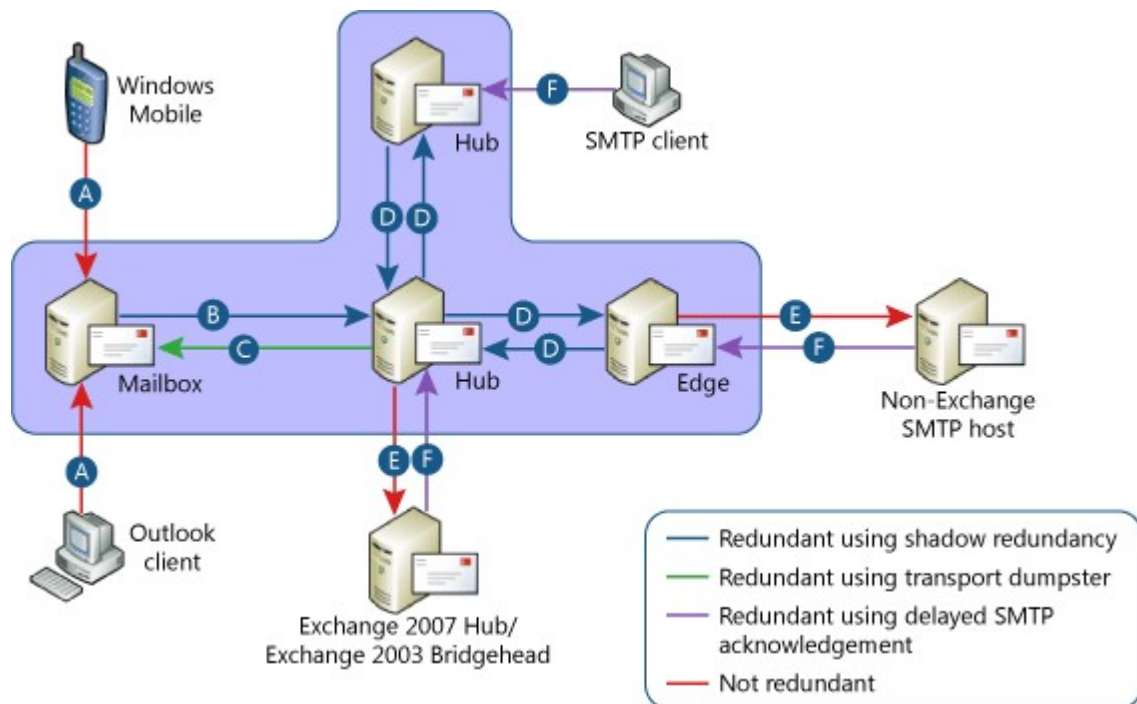 Windows
Mobile
A
Hub
F
SMTP client
D
D
Mailbox
B
C
Hub
D
D
Edge
E
F
Non-Exchange
SMTP host
A
Outlook
client
E
F
Exchange 2007 Hub/
Exchange 2003 Bridgehead
Redundant using shadow redundancy
Redundant using transport dumpster
Redundant using delayed SMTP
acknowledgement
Not redundant